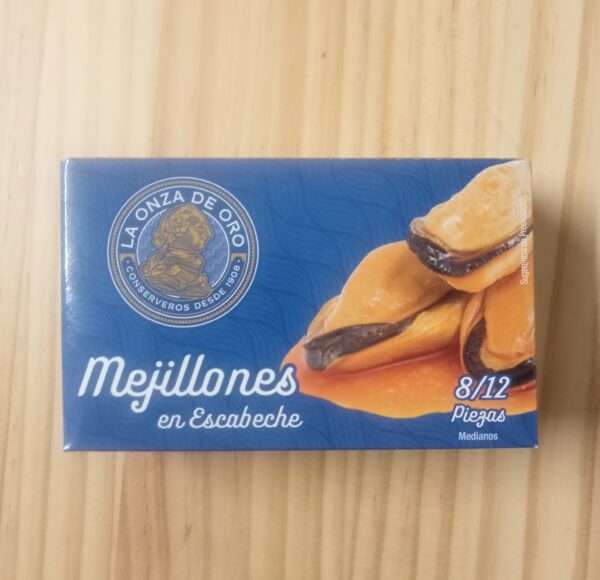 LA ONZA DE ORO
· CONSERVEROS DESDE 1908 ·
Sugerencia de Presentación
Mejillones
en Escabeche
8/12
Piezas
Medianos